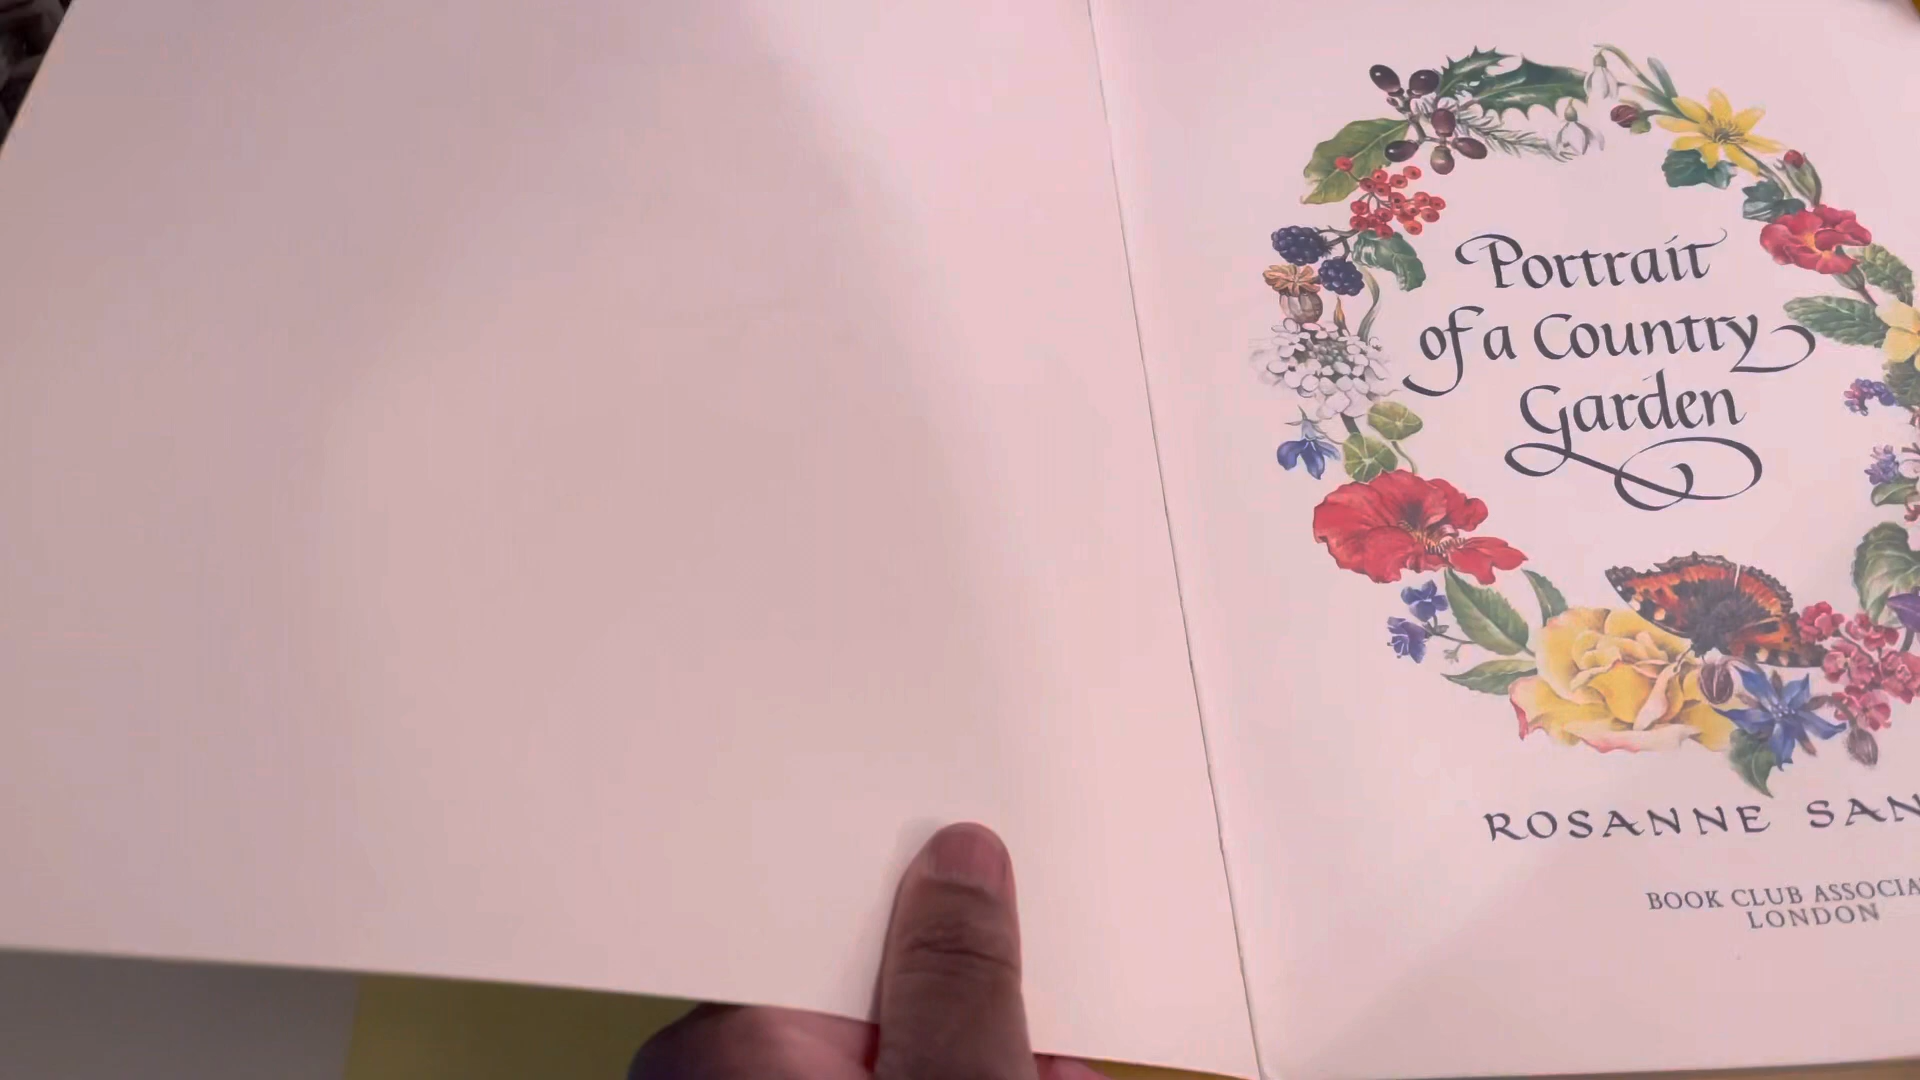 Portrait
of a Country
Garden
ROSANNE SAN
BOOK CLUB ASSOCIA
LONDON